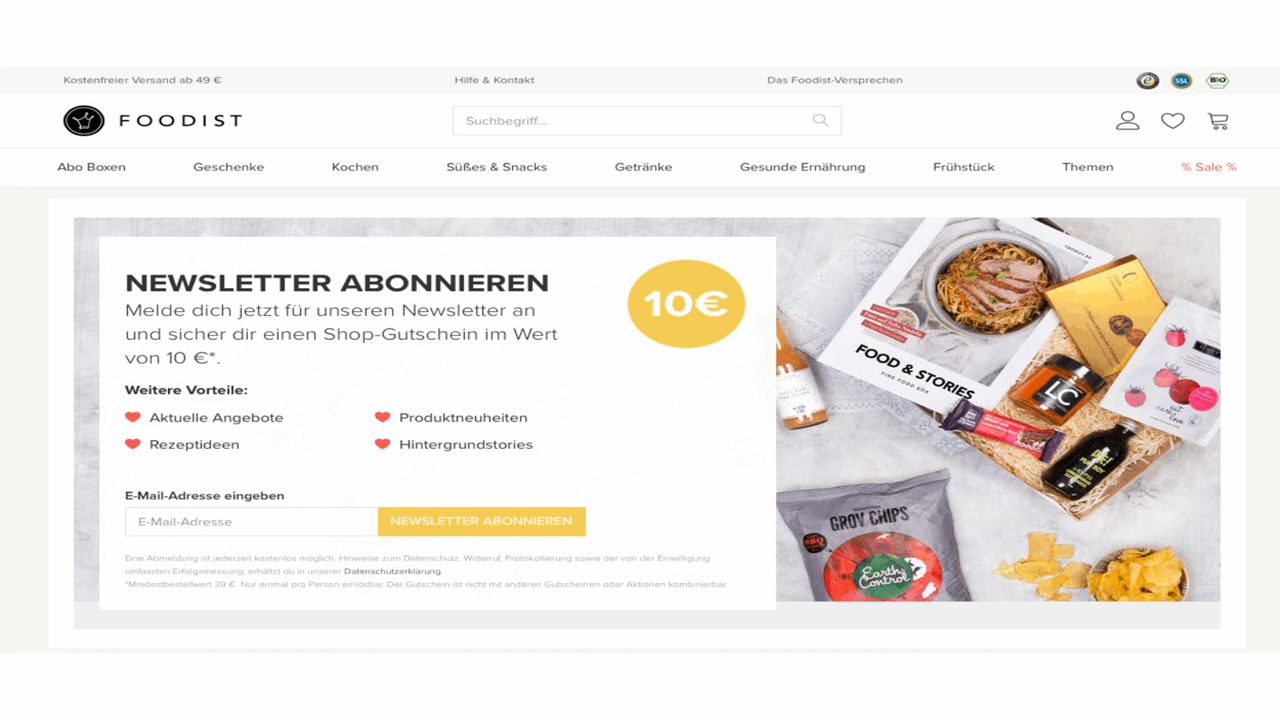 Kostenfreier Versand ab 49 €
Hilfe & Kontakt
Das Foodist-Versprechen
SSL
BIO
FOODIST
Suchbegriff...
Abo Boxen
Geschenke
Kochen
Süßes & Snacks
Getränke
Gesunde Ernährung
Frühstück
Themen
% Sale %
NEWSLETTER ABONNIEREN
Melde dich jetzt für unseren Newsletter an
und sicher dir einen Shop-Gutschein im Wert
von 10 €*.
10€
Weitere Vorteile:
Aktuelle Angebote
Produktneuheiten
Rezeptideen
Hintergrundstories
E-Mail-Adresse eingeben
E-Mail-Adresse
NEWSLETTER ABONNIEREN
Eine Abmeldung ist jederzeit kostenlos möglich. Hinweise zum Datenschutz, Widerruf, Protokollierung sowie der von der Einwilligung
umfassten Erfolgsmessung, erhältst du in unserer Datenschutzerklärung.
*Mindestbestellwert 39 €. Nur einmal pro Person einlösbar. Der Gutschein ist nicht mit anderen Gutscheinen oder Aktionen kombinierbar.
FOOD & STORIES
FINE FOOD BOX
LC
GROV CHIPS
Earth
Control